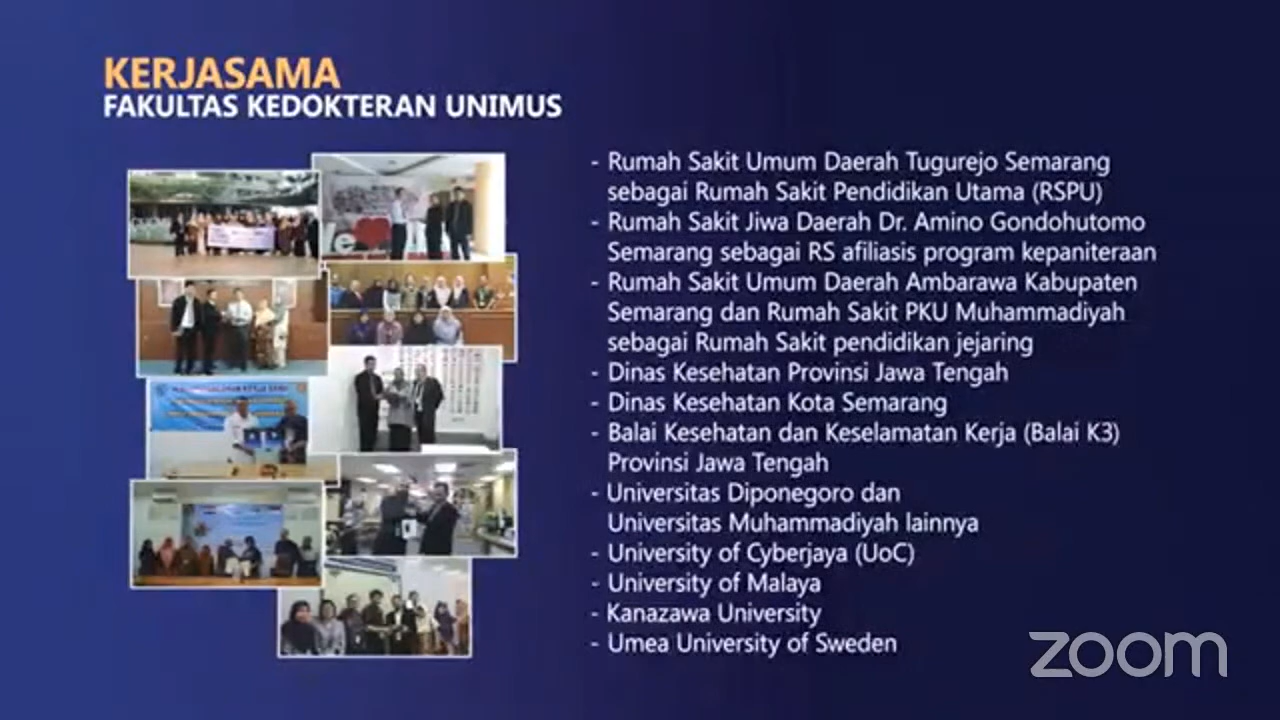 KERJASAMA
FAKULTAS KEDOKTERAN UNIMUS
- Rumah Sakit Umum Daerah Tugurejo Semarang
sebagai Rumah Sakit Pendidikan Utama (RSPU)
- Rumah Sakit Jiwa Daerah Dr. Amino Gondohutomo
Semarang sebagai RS afiliasis program kepaniteraan
- Rumah Sakit Umum Daerah Ambarawa Kabupaten
Semarang dan Rumah Sakit PKU Muhammadiyah
sebagai Rumah Sakit pendidikan jejaring
- Dinas Kesehatan Provinsi Jawa Tengah
- Dinas Kesehatan Kota Semarang
- Balai Kesehatan dan Keselamatan Kerja (Balai K3)
Provinsi Jawa Tengah
- Universitas Diponegoro dan
Universitas Muhammadiyah lainnya
- University of Cyberjaya (UoC)
- University of Malaya
- Kanazawa University
- Umea University of Sweden
zoom